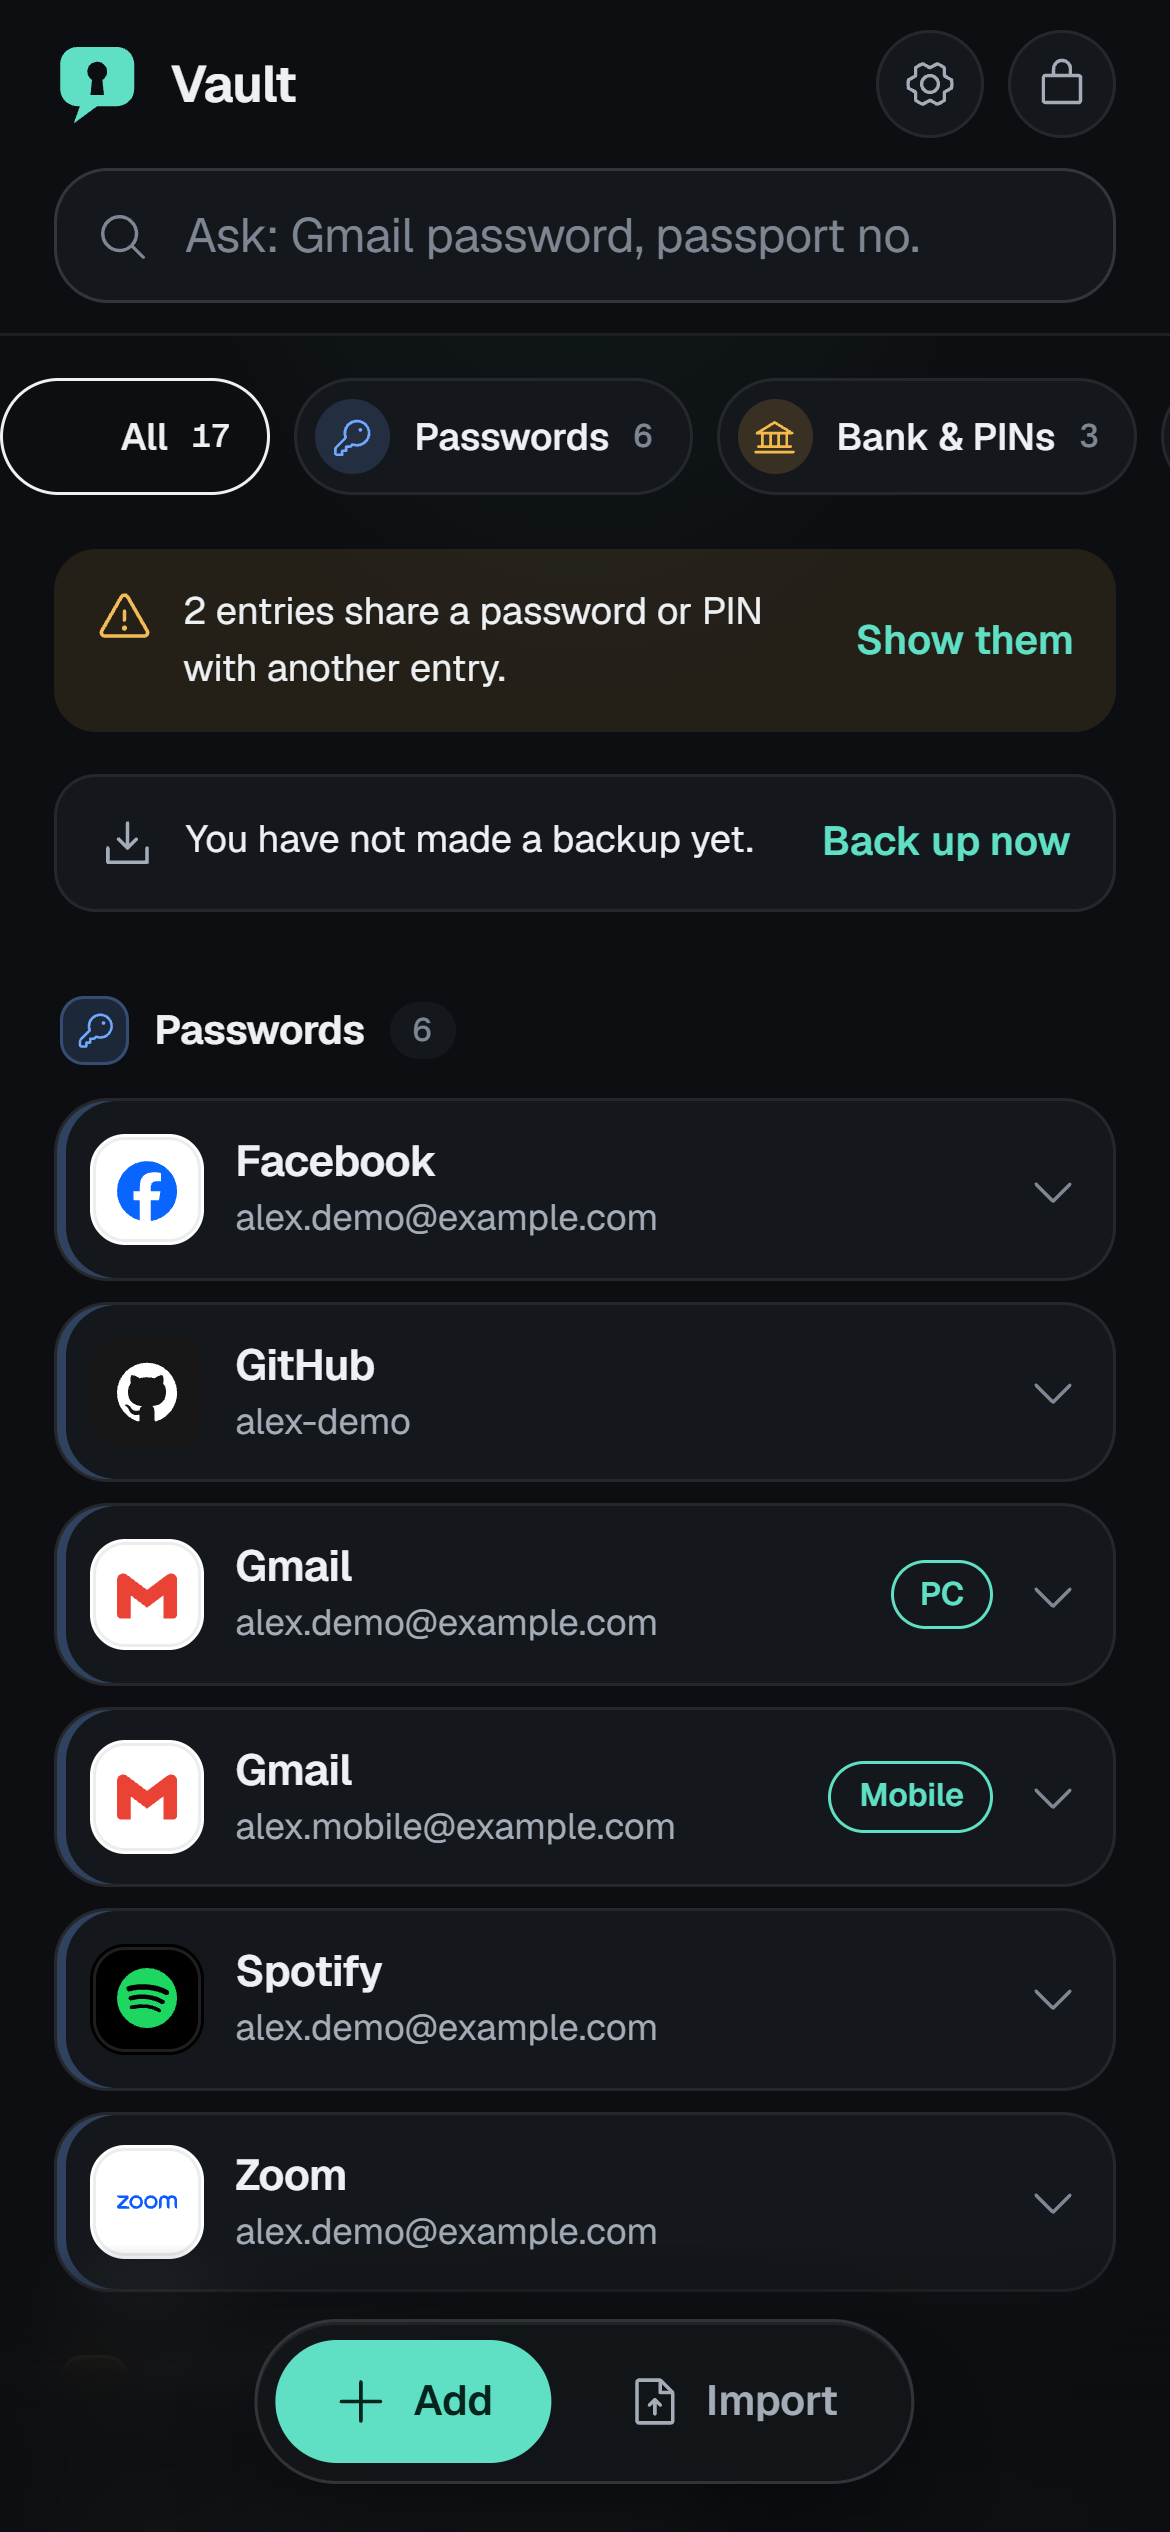 Vault
Ask: Gmail password, passport no.
All 17
Passwords 6
Bank & PINs 3
2 entries share a password or PIN
with another entry.
Show them
You have not made a backup yet.
Back up now
Passwords 6
Facebook
alex.demo@example.com
GitHub
alex-demo
Gmail
alex.demo@example.com
PC
Gmail
alex.mobile@example.com
Mobile
Spotify
alex.demo@example.com
zoom
Zoom
alex.demo@example.com
Add
Import